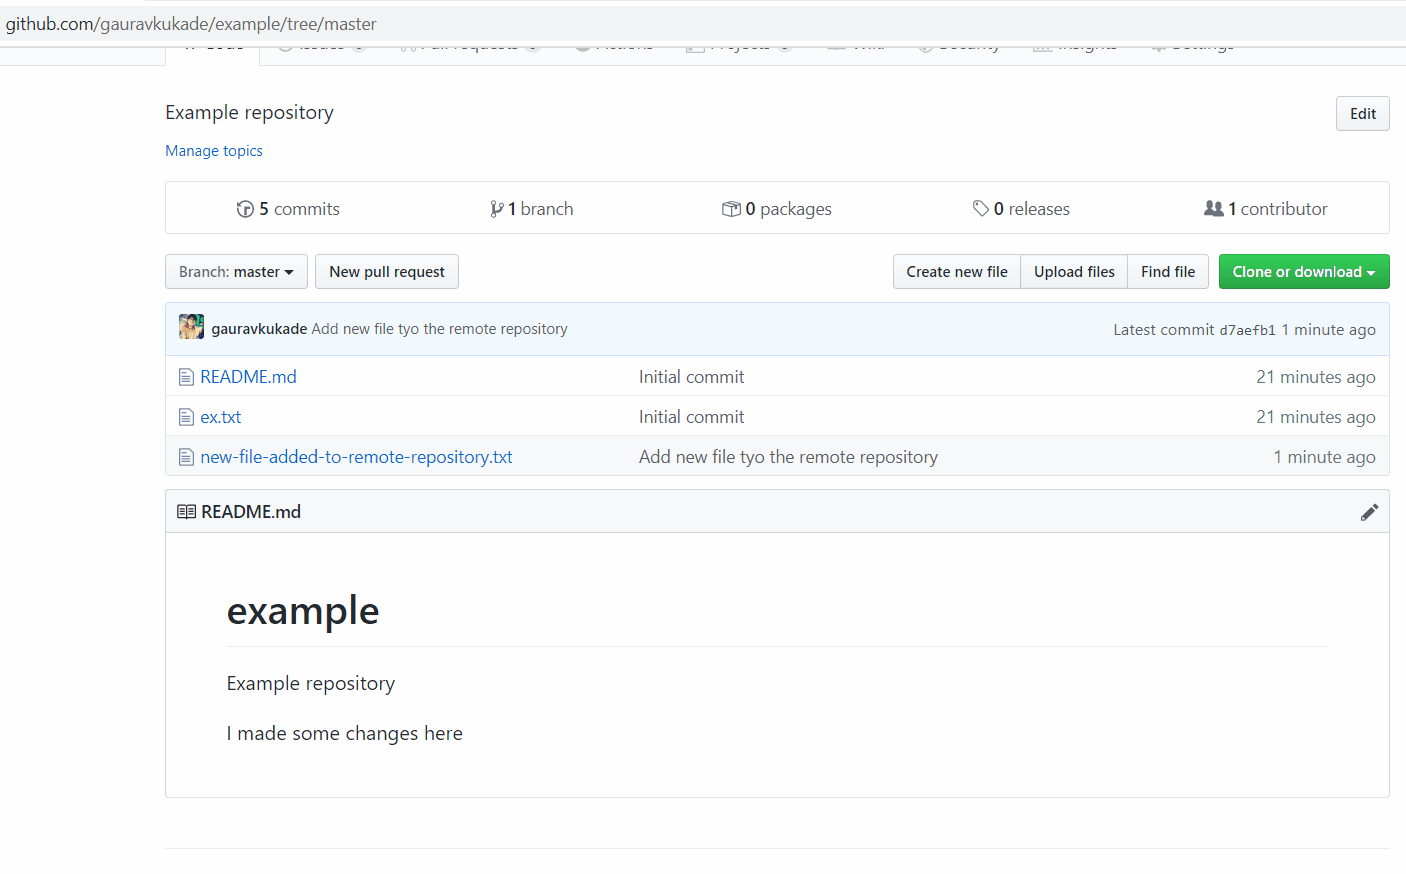 github.com/gauravkukade/example/tree/master
Example repository
Edit
Manage topics
5 commits 1 branch 0 packages 0 releases 1 contributor
Branch: master New pull request Create new file Upload files Find file Clone or download
gauravkukade Add new file tyo the remote repository Latest commit d7aefb1 1 minute ago
README.md Initial commit 21 minutes ago
ex.txt Initial commit 21 minutes ago
new-file-added-to-remote-repository.txt Add new file tyo the remote repository 1 minute ago
README.md
example
Example repository
I made some changes here